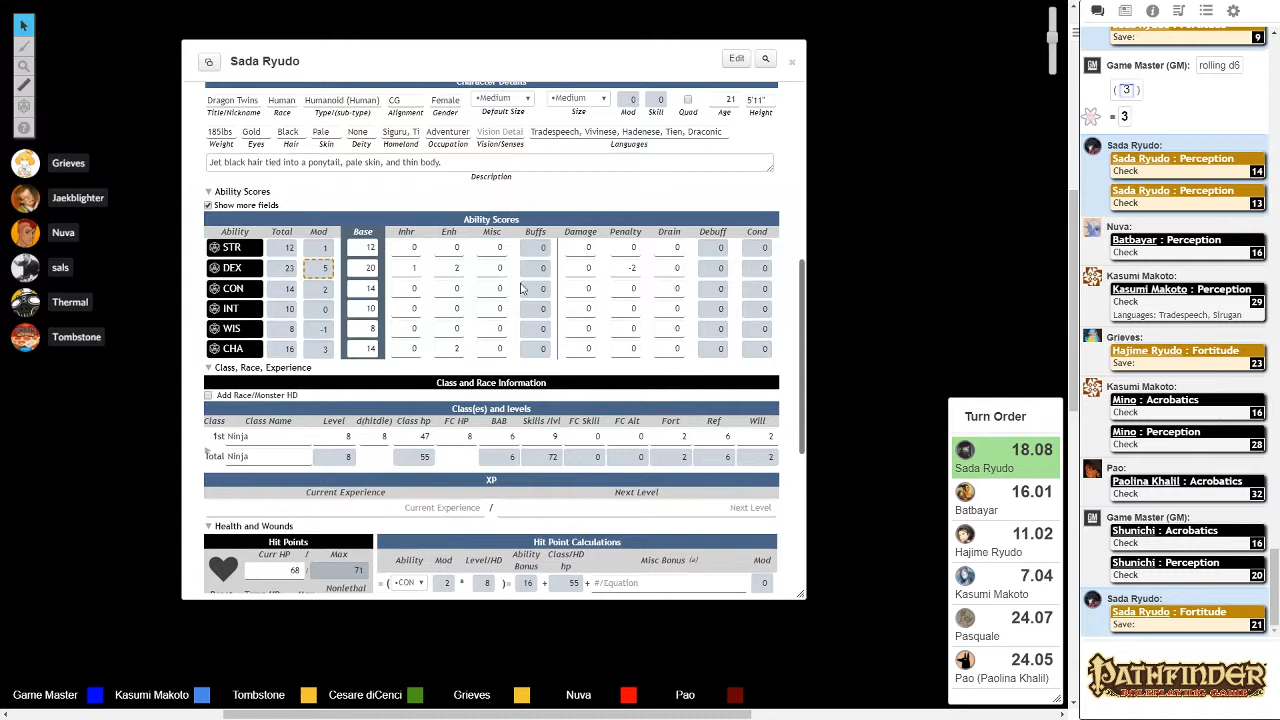 Sada Ryudo
Edit
Character Details
Dragon Twins Human Humanoid (Human) CG Female •Medium •Medium 0 0 21 5'11"
Title/Nickname Race Type/(sub-type) Alignment Gender Default Size Size Mod Skill Quad Age Height
185lbs Gold Black Pale None Siguru, Ti Adventurer Vision Detai Tradespeech, Vivinese, Hadenese, Tien, Draconic
Weight Eyes Hair Skin Deity Homeland Occupation Vision/Senses Languages
Jet black hair tied into a ponytail, pale skin, and thin body.
Description
Ability Scores
Show more fields
Ability Scores
Ability Total Mod Base Inhr Enh Misc Buffs Damage Penalty Drain Debuff Cond
STR 12 1 12 0 0 0 0 0 0 0 0 0
DEX 23 5 20 1 2 0 0 0 -2 0 0 0
CON 14 2 14 0 0 0 0 0 0 0 0 0
INT 10 0 10 0 0 0 0 0 0 0 0 0
WIS 8 -1 8 0 0 0 0 0 0 0 0 0
CHA 16 3 14 0 2 0 0 0 0 0 0 0
Class, Race, Experience
Class and Race Information
Add Race/Monster HD
Class(es) and levels
Class Class Name Level d(hitdie) Class hp FC HP BAB Skills /lvl FC Skill FC Alt Fort Ref Will
1st Ninja 8 8 47 8 6 9 0 0 2 6 2
Total Ninja 8 55 6 72 0 0 2 6 2
XP
Current Experience Next Level
Current Experience / Next Level
Health and Wounds
Hit Points Hit Point Calculations
Curr HP / Max Ability Mod Level/HD Ability Bonus Class/HD hp Misc Bonus (a) Mod
68 / 71 = ( •CON 2 * 8 )= 16 + 55 + #/Equation 0
Nonlethal
Grieves
Jaekblighter
Nuva
sals
Thermal
Tombstone
Turn Order
18.08
Sada Ryudo
16.01
Batbayar
11.02
Hajime Ryudo
7.04
Kasumi Makoto
24.07
Pasquale
24.05
Pao (Paolina Khalil)
Save: 9
GM Game Master (GM): rolling d6
( 3 )
= 3
Sada Ryudo:
Sada Ryudo : Perception
Check 14
Sada Ryudo : Perception
Check 13
Nuva:
Batbayar : Perception
Check 16
Kasumi Makoto:
Kasumi Makoto : Perception
Check 29
Languages: Tradespeech, Sirugan
Grieves:
Hajime Ryudo : Fortitude
Save: 23
Kasumi Makoto:
Mino : Acrobatics
Check 16
Mino : Perception
Check 28
Pao:
Paolina Khalil : Acrobatics
Check 32
GM Game Master (GM):
Shunichi : Acrobatics
Check 16
Shunichi : Perception
Check 20
Sada Ryudo:
Sada Ryudo : Fortitude
Save: 21
PATHFINDER
ROLEPLAYING GAME
Game Master Kasumi Makoto Tombstone Cesare diCenci Grieves Nuva Pao